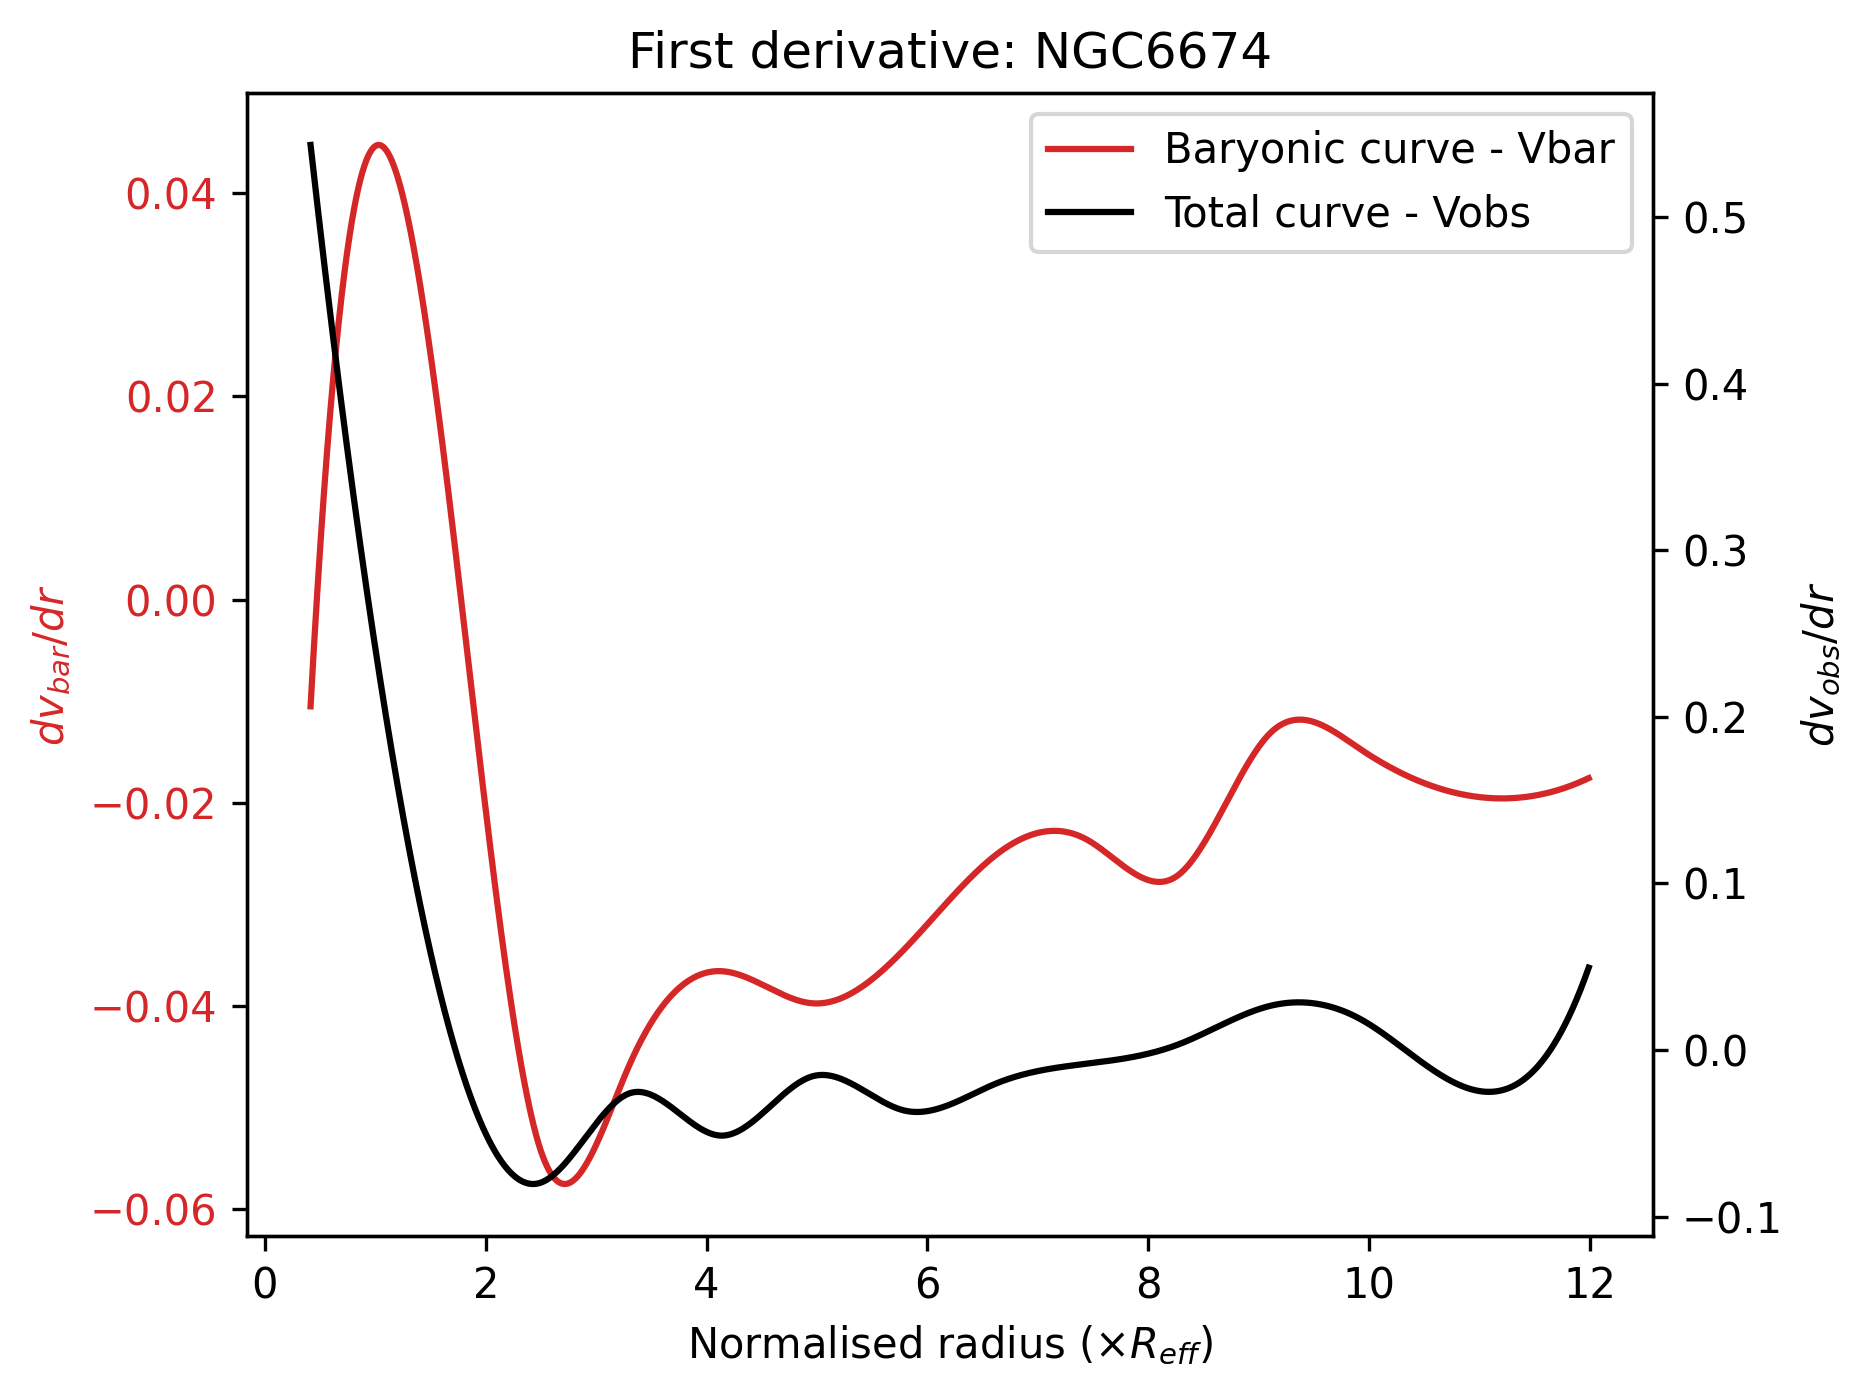 First derivative: NGC6674
Baryonic curve - Vbar
Total curve - Vobs
0.04
0.02
0.00
−0.02
−0.04
−0.06
dv_bar/dr
0.5
0.4
0.3
0.2
0.1
0.0
−0.1
dv_obs/dr
0 2 4 6 8 10 12
Normalised radius (×R_eff)